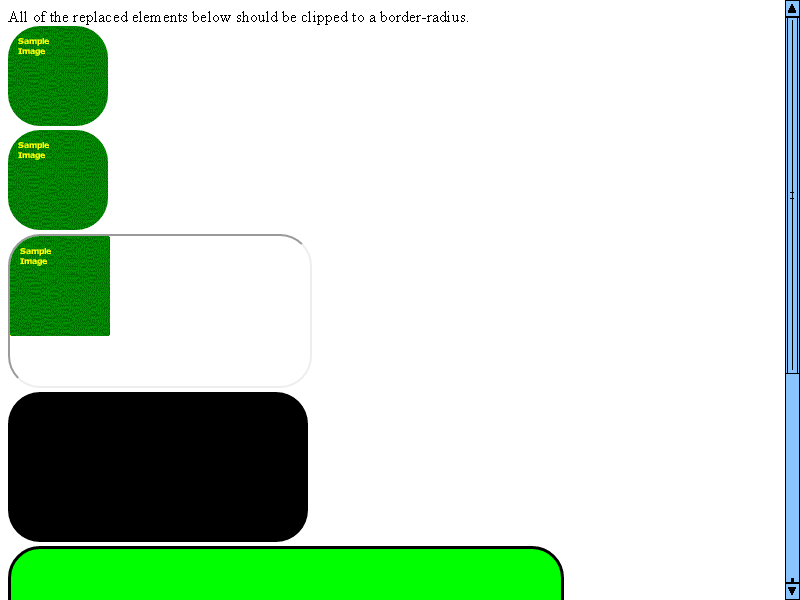 All of the replaced elements below should be clipped to a border-radius.
Sample
Image
Sample
Image
Sample
Image